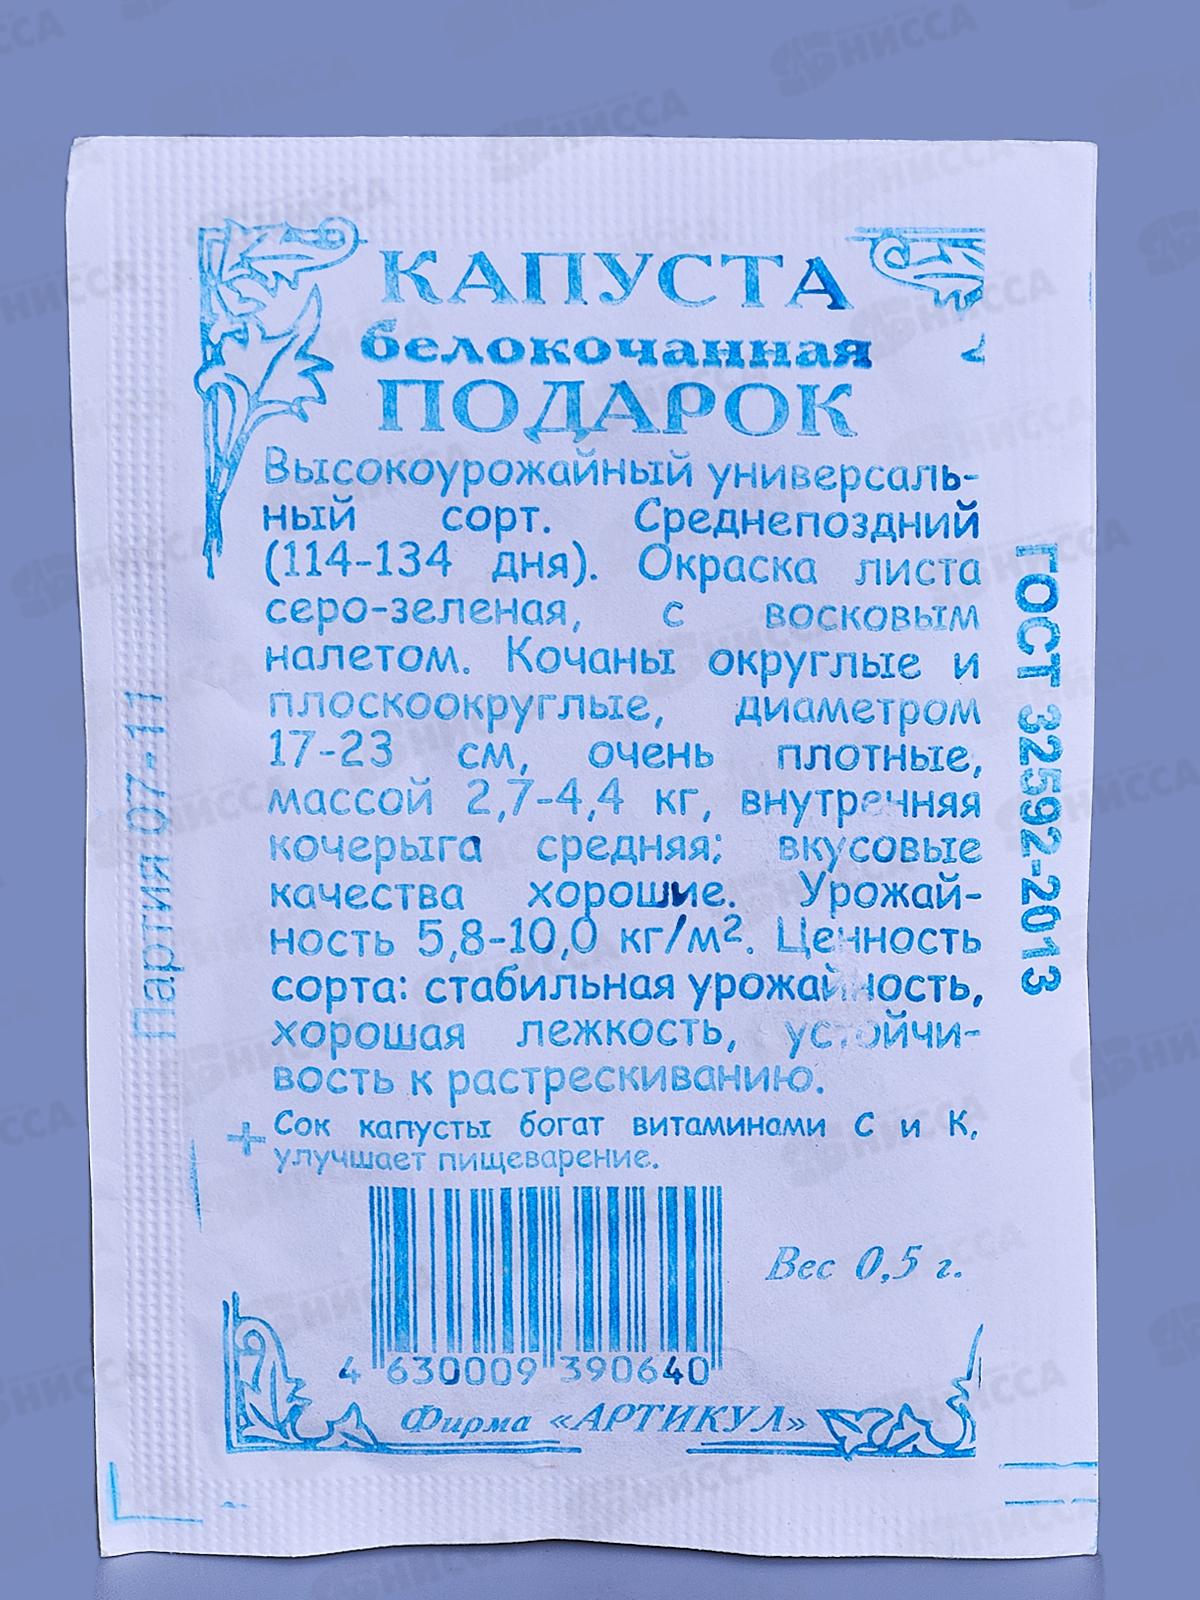 КАПУСТА
белокочанная
ПОДАРОК
Высокоурожайный универсаль-
ный сорт. Среднепоздний
(114-134 дня). Окраска листа
серо-зеленая, с восковым
налетом. Кочаны округлые и
плоскоокруглые, диаметром
17-23 см, очень плотные,
массой 2,7-4,4 кг, внутренняя
кочерыга средняя; вкусовые
качества хорошие. Урожай-
ность 5,8-10,0 кг/м². Ценность
сорта: стабильная урожайность,
хорошая лежкость, устойчи-
вость к растрескиванию.
+ Сок капусты богат витаминами С и К,
улучшает пищеварение.
Вес 0,5 г.
4 630009 390640
Фирма «АРТИКУЛ»
Партия 07-11
ГОСТ 32592-2013
НИССА